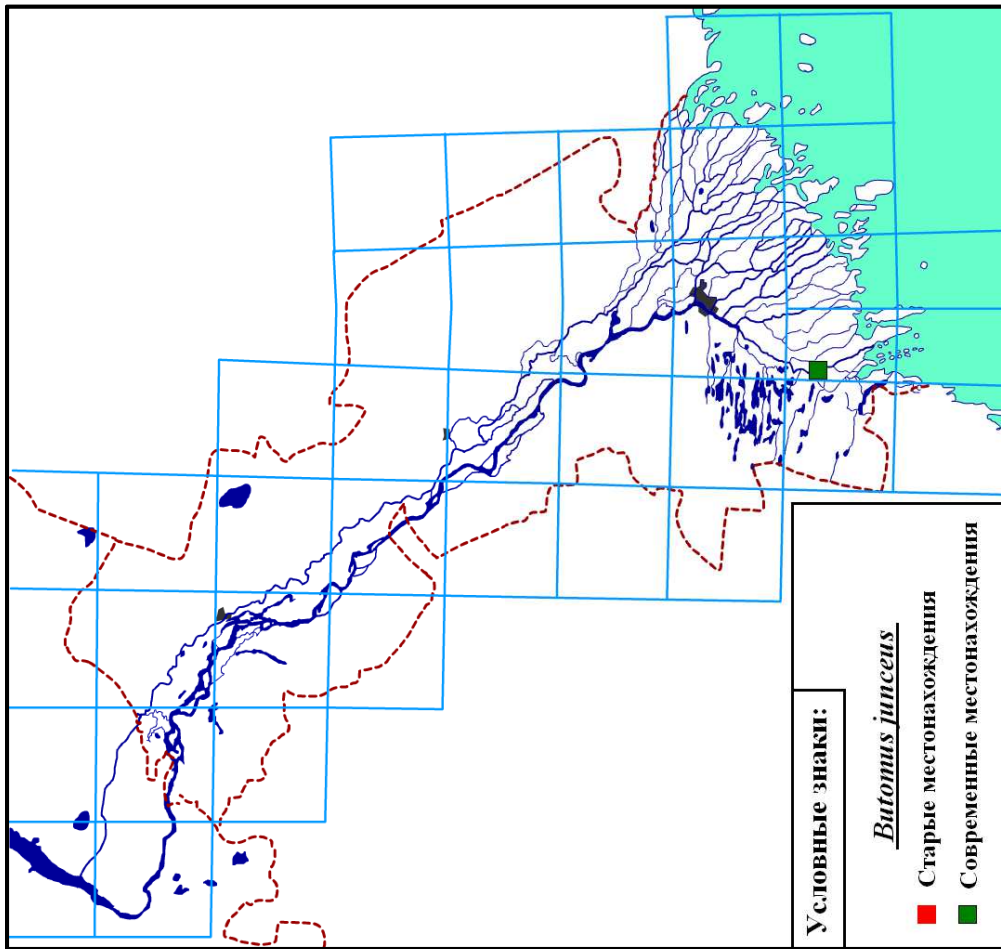 Условные знаки:
Butomus junceus
Старые местонахождения
Современные местонахождения